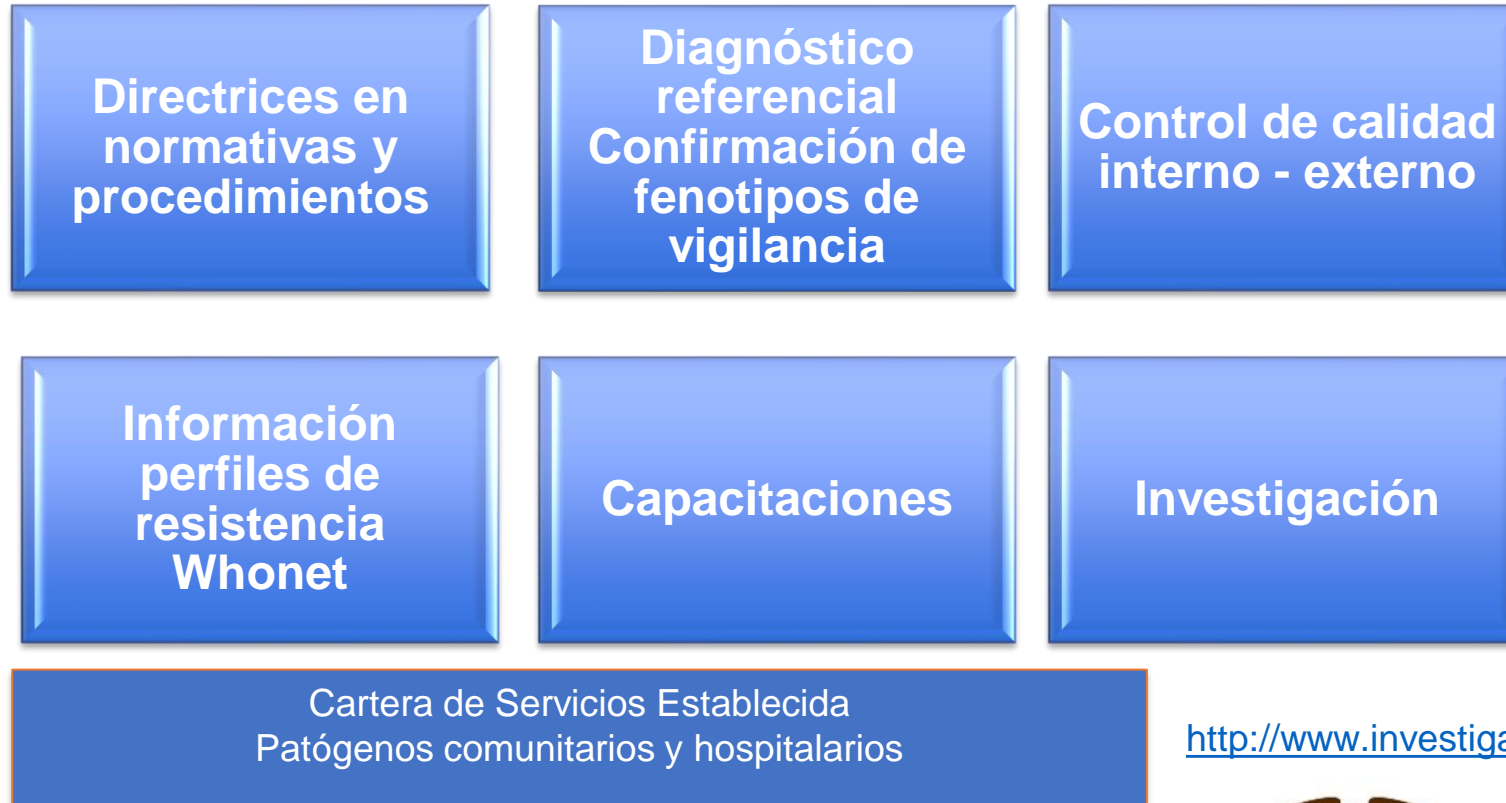 Directrices en
normativas y
procedimientos
Diagnóstico
referencial
Confirmación de
fenotipos de
vigilancia
Control de calidad
interno - externo
Información
perfiles de
resistencia
Whonet
Capacitaciones
Investigación
Cartera de Servicios Establecida
Patógenos comunitarios y hospitalarios
http://www.investiga